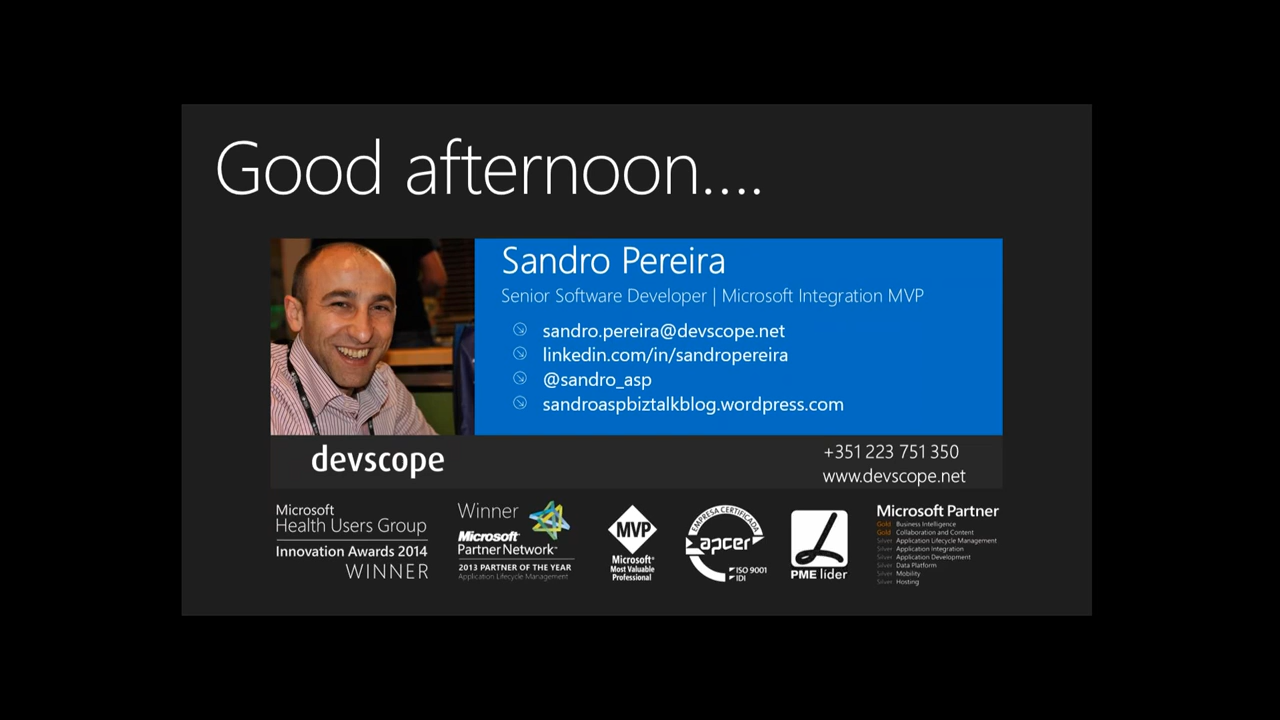 Good afternoon....
Sandro Pereira
Senior Software Developer | Microsoft Integration MVP
sandro.pereira@devscope.net
linkedin.com/in/sandropereira
@sandro_asp
sandroaspbiztalkblog.wordpress.com
devscope
+351 223 751 350
www.devscope.net
Microsoft
Health Users Group
Innovation Awards 2014
WINNER
Winner
Microsoft
Partner Network
2013 PARTNER OF THE YEAR
Application Lifecycle Management
MVP
Microsoft®
Most Valuable
Professional
EMPRESA CERTIFICADA
apcer
ISO 9001
IDI
PME líder
Microsoft Partner
Gold Business Intelligence
Gold Collaboration and Content
Silver Application Lifecycle Management
Silver Application Integration
Silver Application Development
Silver Data Platform
Silver Mobility
Silver Hosting